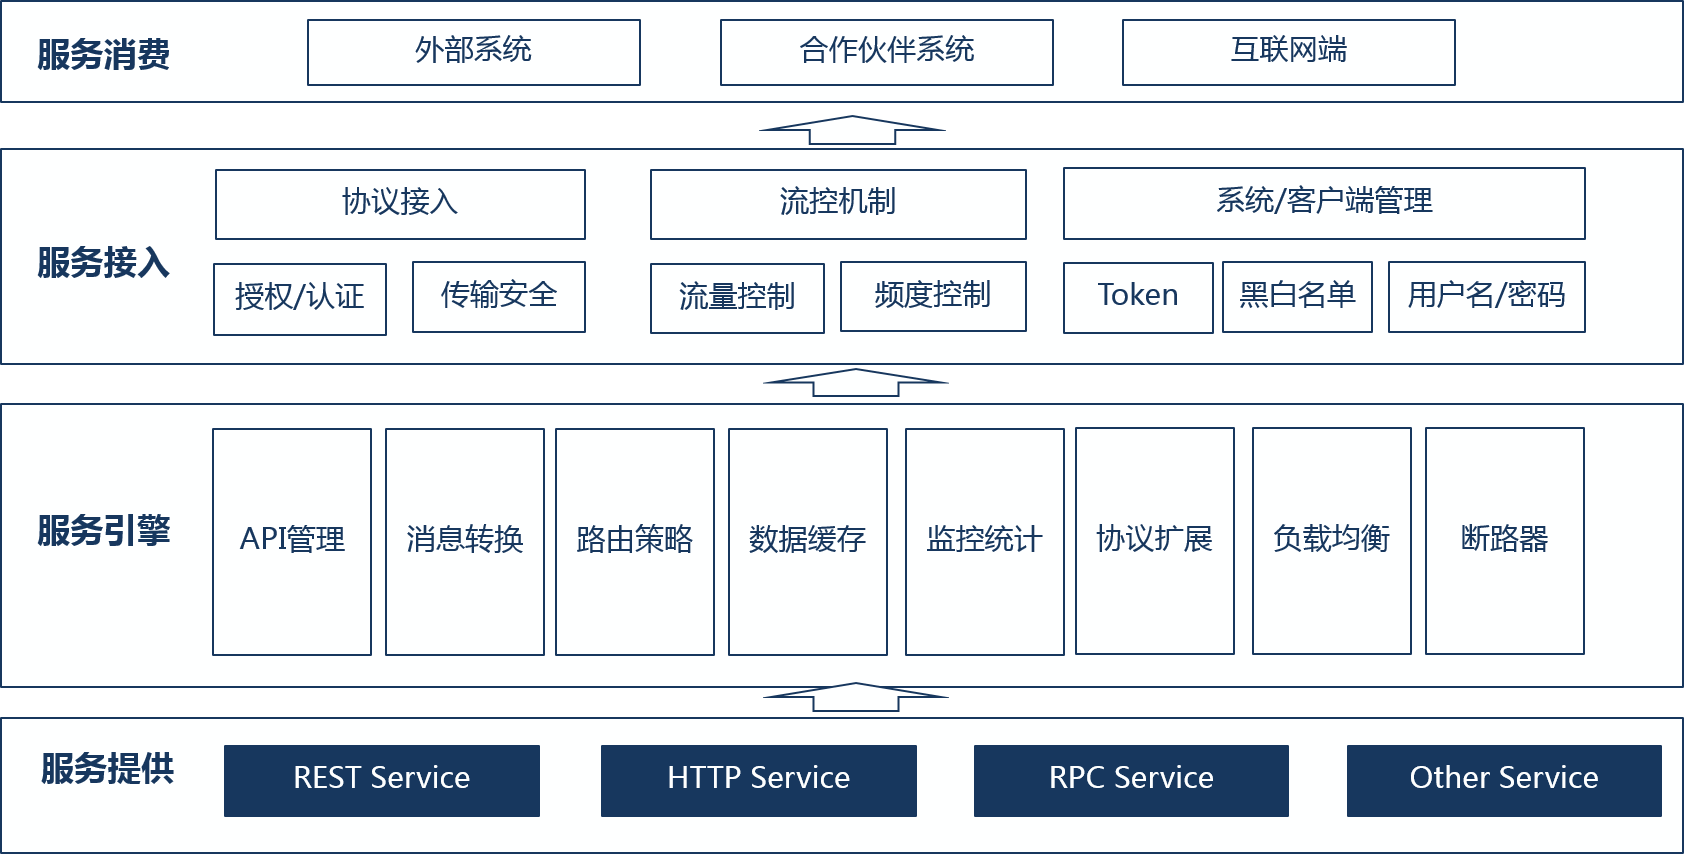 服务消费
外部系统
合作伙伴系统
互联网端
服务接入
协议接入
流控机制
系统/客户端管理
授权/认证
传输安全
流量控制
频度控制
Token
黑白名单
用户名/密码
服务引擎
API管理
消息转换
路由策略
数据缓存
监控统计
协议扩展
负载均衡
断路器
服务提供
REST Service
HTTP Service
RPC Service
Other Service